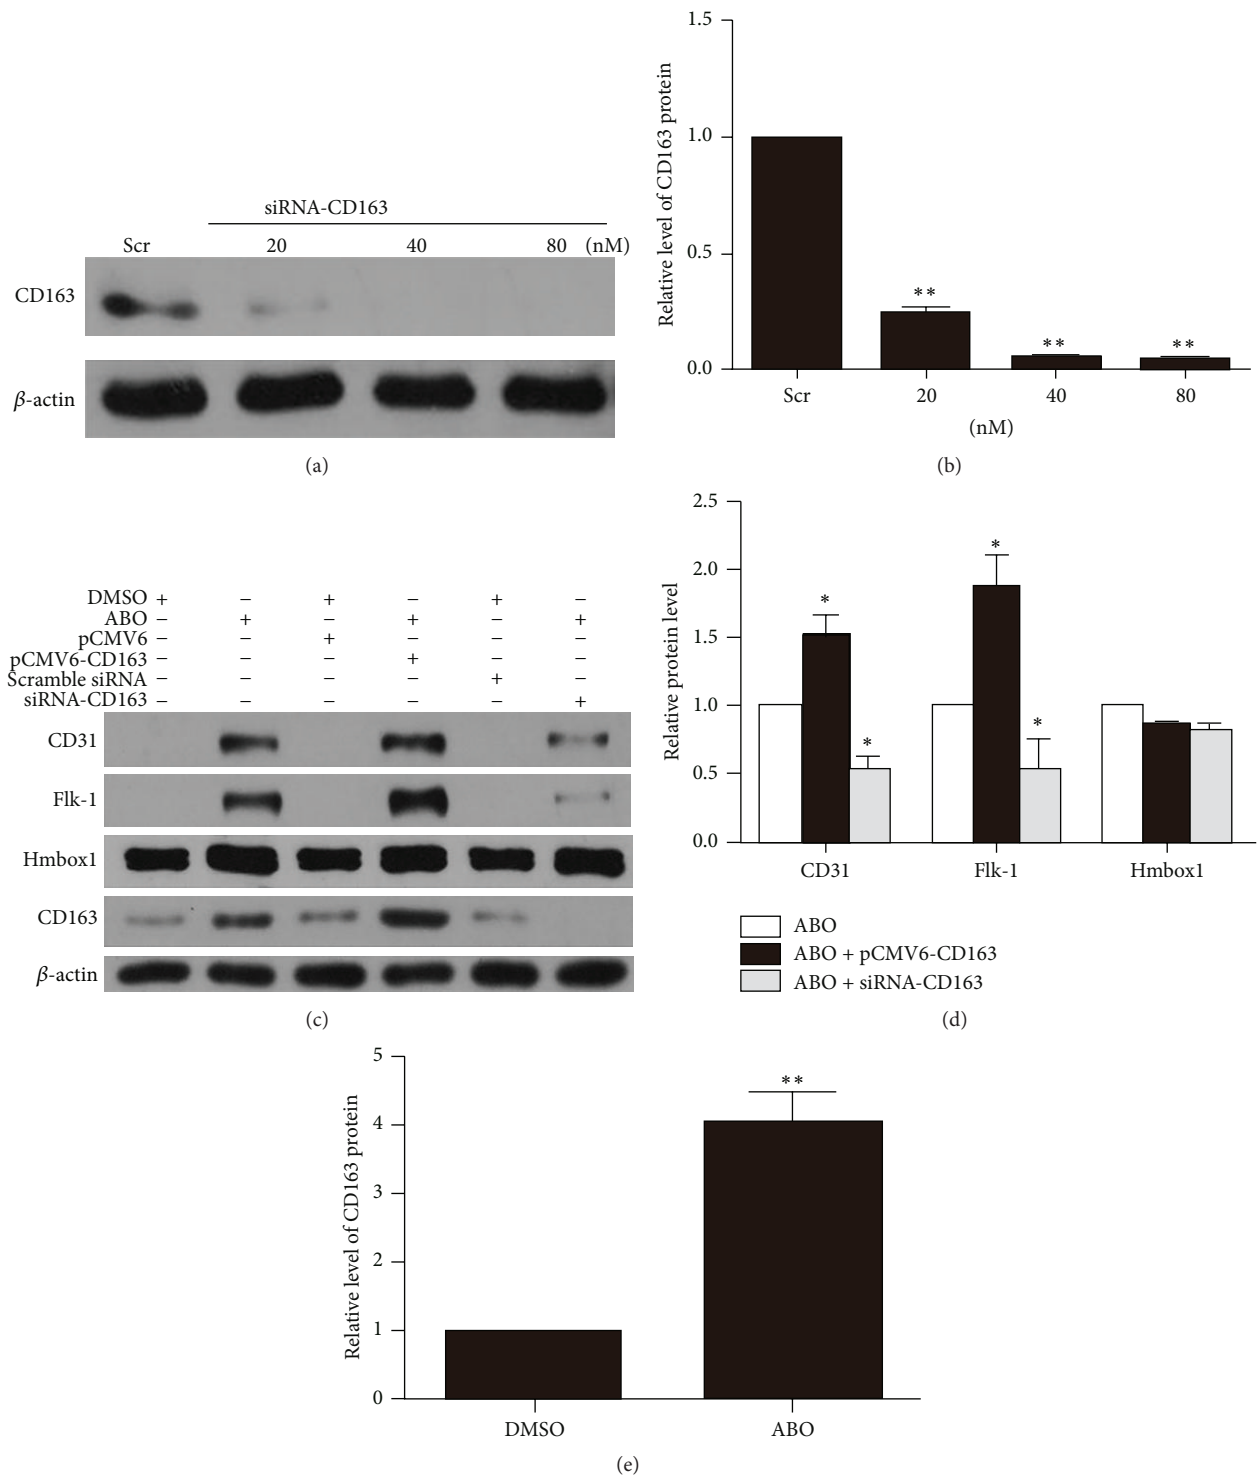 siRNA-CD163
Scr 20 40 80 (nM)
CD163
β-actin
(a)
Relative level of CD163 protein
1.5
1.0
0.5
0.0
** ** **
Scr 20 40 80
(nM)
(b)
DMSO + − + − + −
ABO − + − + − +
pCMV6 − − + − − −
pCMV6-CD163 − − − + − −
Scramble siRNA − − − − + −
siRNA-CD163 − − − − − +
CD31
Flk-1
Hmbox1
CD163
β-actin
(c)
Relative protein level
2.5
2.0
1.5
1.0
0.5
0.0
* * * *
CD31 Flk-1 Hmbox1
ABO
ABO + pCMV6-CD163
ABO + siRNA-CD163
(d)
Relative level of CD163 protein
5
4
3
2
1
0
**
DMSO ABO
(e)